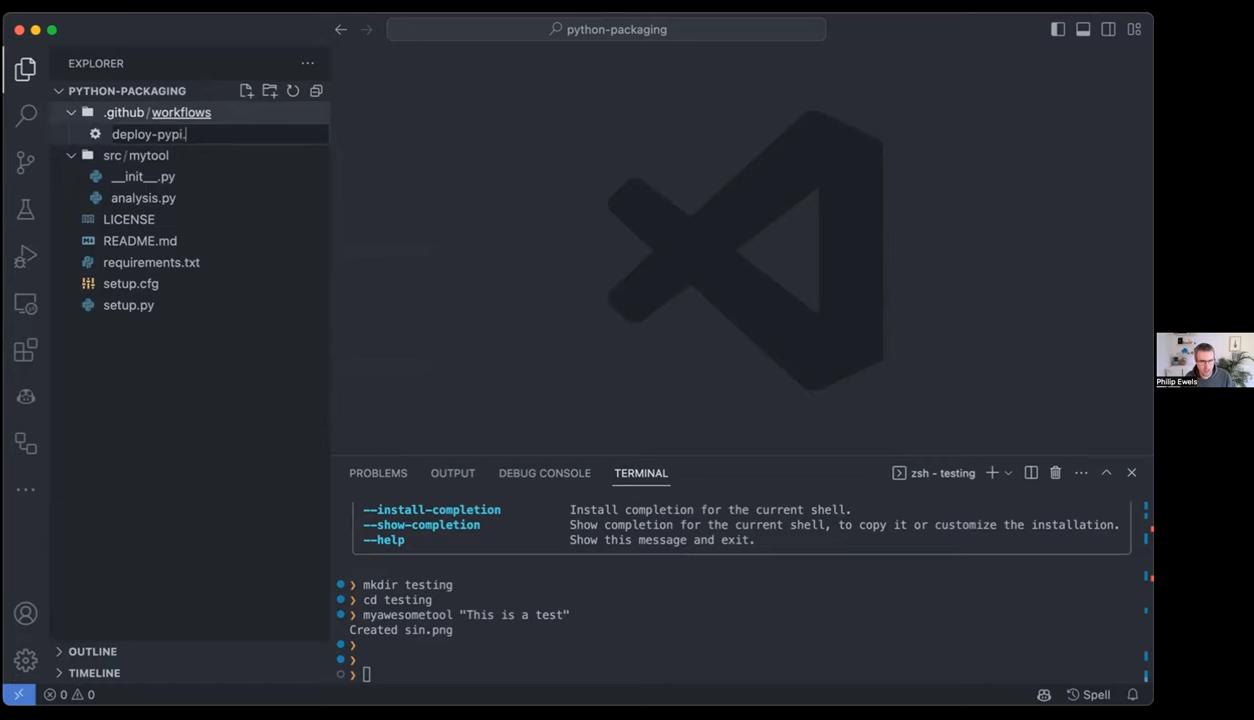 python-packaging
EXPLORER
PYTHON-PACKAGING
.github/workflows
deploy-pypi.
src/mytool
__init__.py
analysis.py
LICENSE
README.md
requirements.txt
setup.cfg
setup.py
OUTLINE
TIMELINE
PROBLEMS OUTPUT DEBUG CONSOLE TERMINAL zsh - testing
--install-completion Install completion for the current shell.
--show-completion Show completion for the current shell, to copy it or customize the installation.
--help Show this message and exit.
❯ mkdir testing
❯ cd testing
❯ myawesometool "This is a test"
Created sin.png
❯
❯
❯
0 0
Spell
Philip Ewels